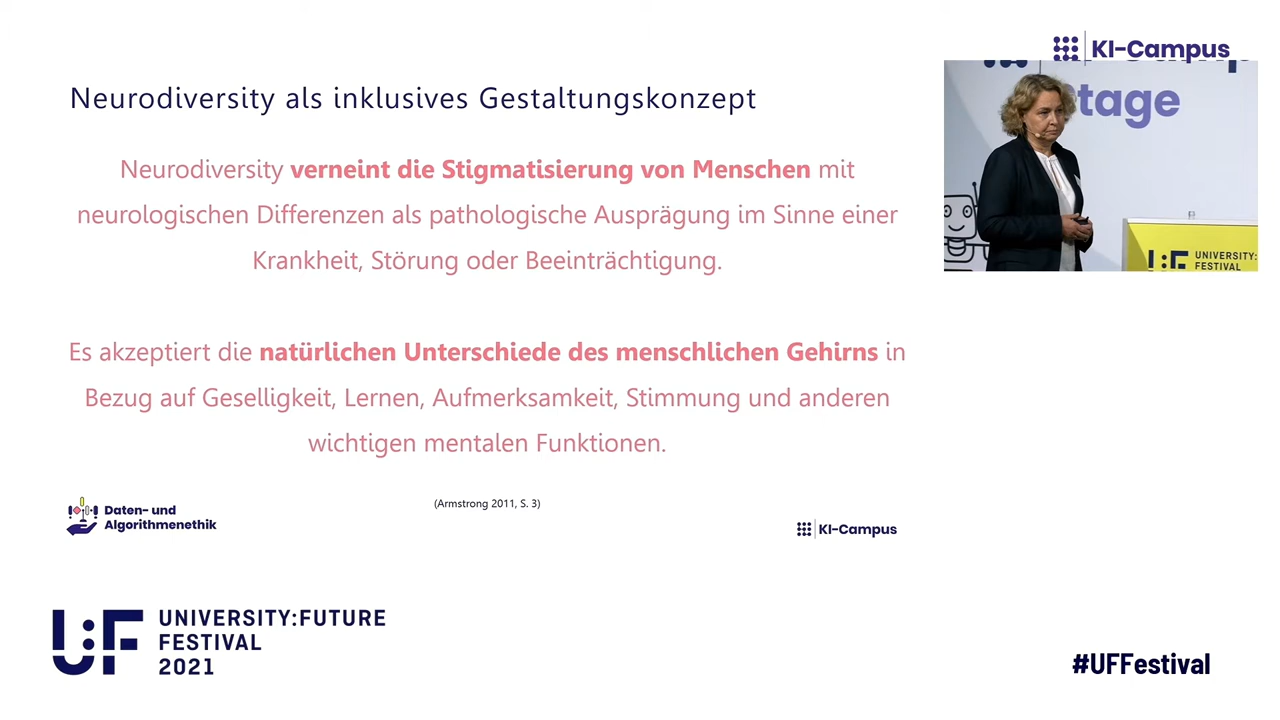 KI-Campus
Neurodiversity als inklusives Gestaltungskonzept
Neurodiversity verneint die Stigmatisierung von Menschen mit
neurologischen Differenzen als pathologische Ausprägung im Sinne einer
Krankheit, Störung oder Beeinträchtigung.
Es akzeptiert die natürlichen Unterschiede des menschlichen Gehirns in
Bezug auf Geselligkeit, Lernen, Aufmerksamkeit, Stimmung und anderen
wichtigen mentalen Funktionen.
(Armstrong 2011, S. 3)
Daten- und
Algorithmenethik
KI-Campus
tage
U:F UNIVERSITY:
FESTIVAL
U:F
UNIVERSITY:FUTURE
FESTIVAL
2021
#UFFestival